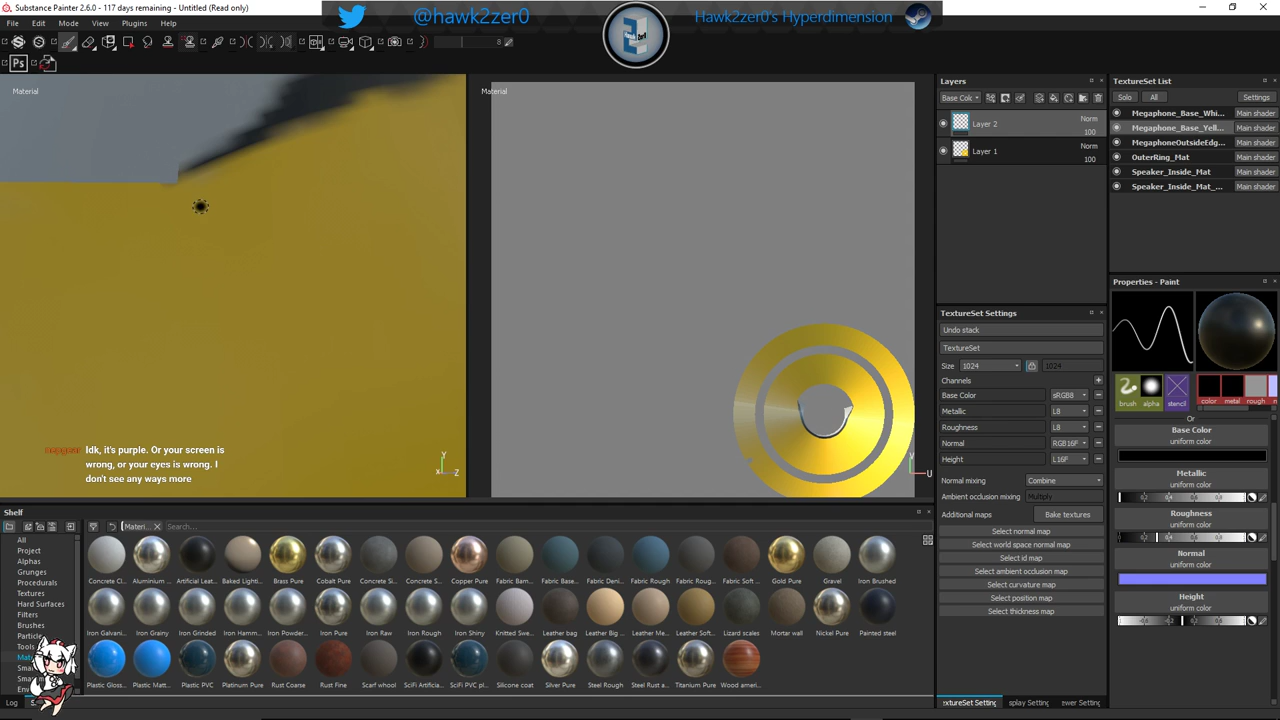 Substance Painter 2.6.0 - 117 days remaining - Untitled (Read only)
@hawk2zer0
Hawk2zer0's Hyperdimension
File Edit Mode View Plugins Help
8
Ps
Material
Material
Idk, it's purple. Or your screen is
wrong, or your eyes is wrong. I
don't see any ways more
Y
X Z
U
Layers
Base Col
Layer 2
Norm
100
Layer 1
Norm
100
TextureSet Settings
Undo stack
TextureSet
Size 1024 1024
Channels
Base Color sRGB8
Metallic L8
Roughness L8
Normal RGB16F
Height L16F
Normal mixing Combine
Ambient occlusion mixing Multiply
Additional maps Bake textures
Select normal map
Select world space normal map
Select id map
Select ambient occlusion map
Select curvature map
Select position map
Select thickness map
TextureSet List
Solo All Settings
Megaphone_Base_Whi... Main shader
Megaphone_Base_Yell... Main shader
MegaphoneOutsideEdg... Main shader
OuterRing_Mat Main shader
Speaker_Inside_Mat Main shader
Speaker_Inside_Mat_... Main shader
Properties - Paint
brush alpha stencil color metal rough
Or
Base Color
uniform color
Metallic
uniform color
Roughness
uniform color
Normal
uniform color
Height
uniform color
Shelf
Materi... Search...
All
Project
Alphas
Grunges
Procedurals
Textures
Hard Surfaces
Filters
Brushes
Particle
Tools
Concrete Cl... Aluminium ... Artificial Leat... Baked Lighti... Brass Pure Cobalt Pure Concrete Si... Concrete S... Copper Pure Fabric Bam... Fabric Base... Fabric Deni... Fabric Rough Fabric Roug... Fabric Soft ... Gold Pure Gravel Iron Brushed
Iron Galvani... Iron Grainy Iron Grinded Iron Hamm... Iron Powder... Iron Pure Iron Raw Iron Rough Iron Shiny Knitted Swe... Leather bag Leather Big ... Leather Me... Leather Soft... Lizard scales Mortar wall Nickel Pure Painted steel
Plastic Gloss... Plastic Matt... Plastic PVC Platinum Pure Rust Coarse Rust Fine Scarf wool SciFi Artificia... SciFi PVC pl... Silicone coat Silver Pure Steel Rough Steel Rust a... Titanium Pure Wood ameri...
Log